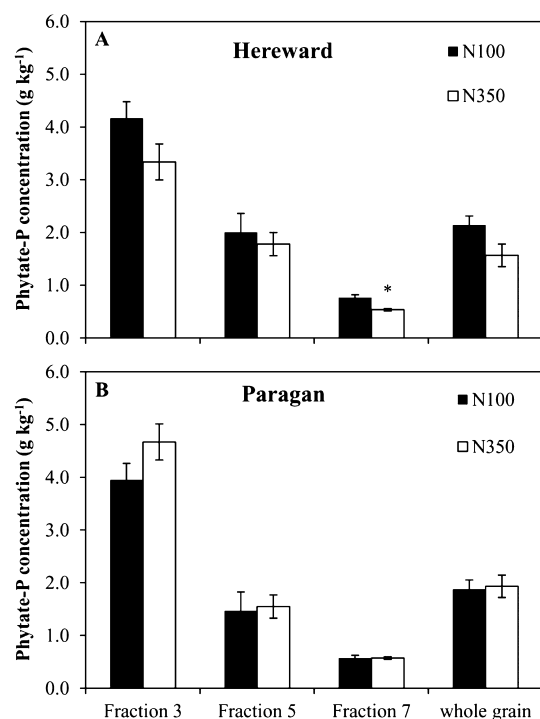 A
Hereward
N100
N350
*
Phytate-P concentration (g kg⁻¹)
6.0
5.0
4.0
3.0
2.0
1.0
0.0
B
Paragan
N100
N350
Phytate-P concentration (g kg⁻¹)
6.0
5.0
4.0
3.0
2.0
1.0
0.0
Fraction 3 Fraction 5 Fraction 7 whole grain